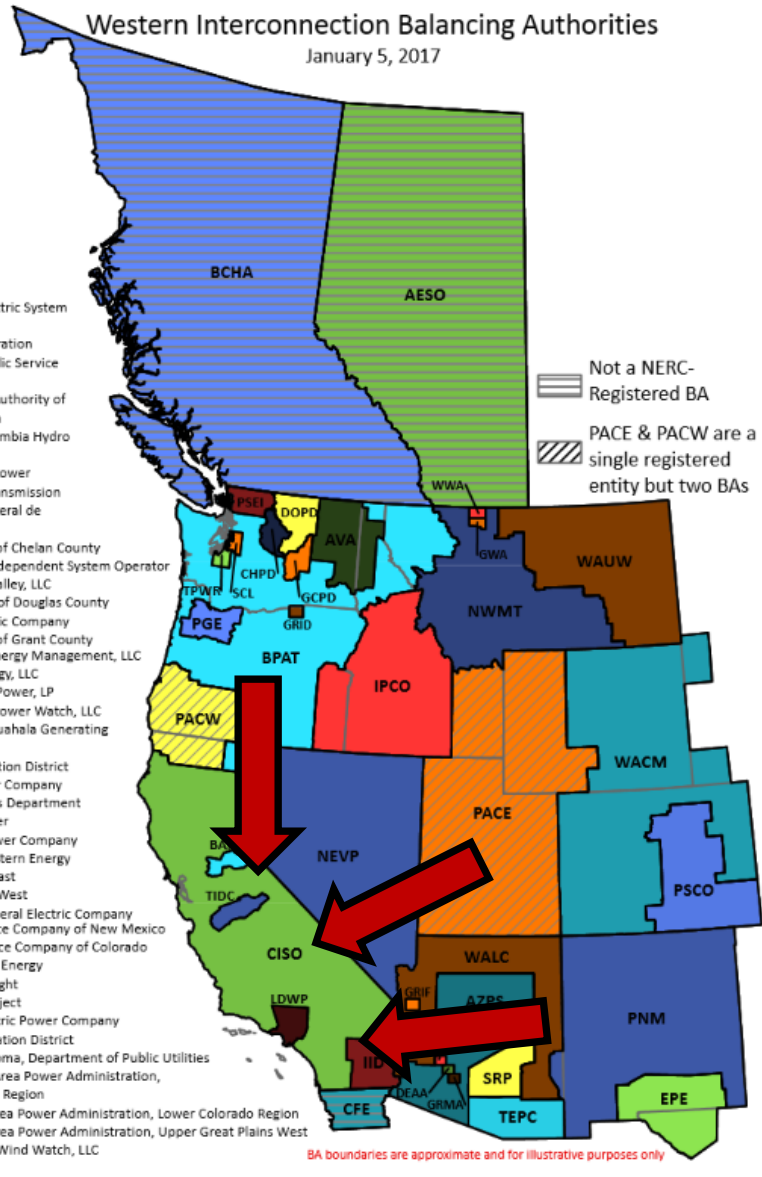 Western Interconnection Balancing Authorities
January 5, 2017
BCHA
AESO
Not a NERC-
Registered BA
PACE & PACW are a
single registered
entity but two BAs
tric System
ration
lic Service
uthority of
mbia Hydro
ower
nsmission
eral de
of Chelan County
dependent System Operator
alley, LLC
of Douglas County
ic Company
of Grant County
ergy Management, LLC
gy, LLC
Power, LP
ower Watch, LLC
uahala Generating
tion District
r Company
s Department
er
wer Company
tern Energy
ast
West
eral Electric Company
ce Company of New Mexico
ce Company of Colorado
Energy
ght
ject
tric Power Company
ation District
oma, Department of Public Utilities
rea Power Administration,
Region
rea Power Administration, Lower Colorado Region
rea Power Administration, Upper Great Plains West
Wind Watch, LLC
WWA
PSEI
DOPD
AVA
GWA
WAUW
CHPD
TPWR
SCL
GCPD
NWMT
PGE
GRID
BPAT
IPCO
PACW
WACM
PACE
BA
NEVP
TIDC
PSCO
CISO
WALC
GRIF
LDWP
AZPS
PNM
IID
SRP
DEAA
GRMA
CFE
TEPC
EPE
BA boundaries are approximate and for illustrative purposes only